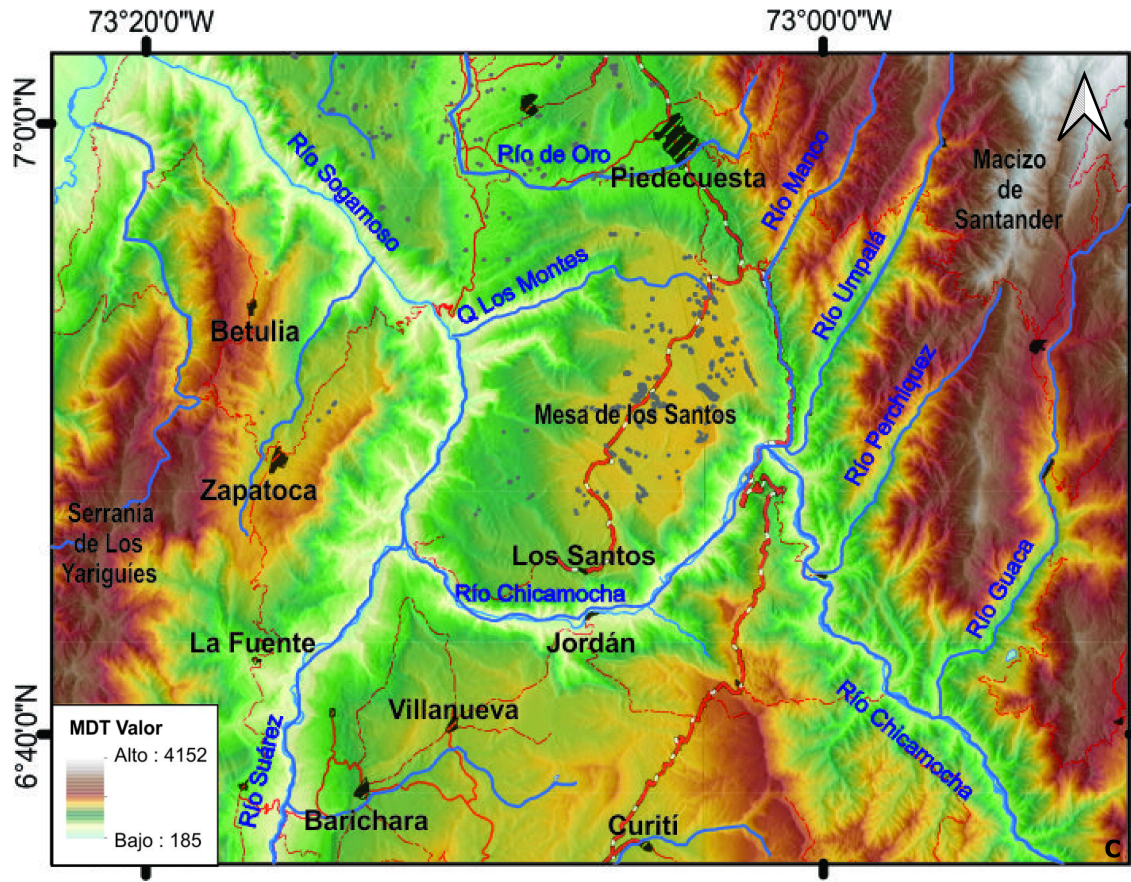 73°20'0"W
73°00'0"W
7°0'0"N
6°40'0"N
Río Sogamoso
Río de Oro
Piedecuesta
Río Manco
Macizo
de
Santander
Río Umpalá
Q Los Montes
Betulia
Río Perchiquez
Mesa de los Santos
Zapatoca
Serranía
de Los
Yariguíes
Los Santos
Río Chicamocha
Río Guaca
La Fuente
Jordán
Villanueva
Río Chicamocha
Río Suárez
Barichara
Curití
MDT Valor
Alto : 4152
Bajo : 185
C